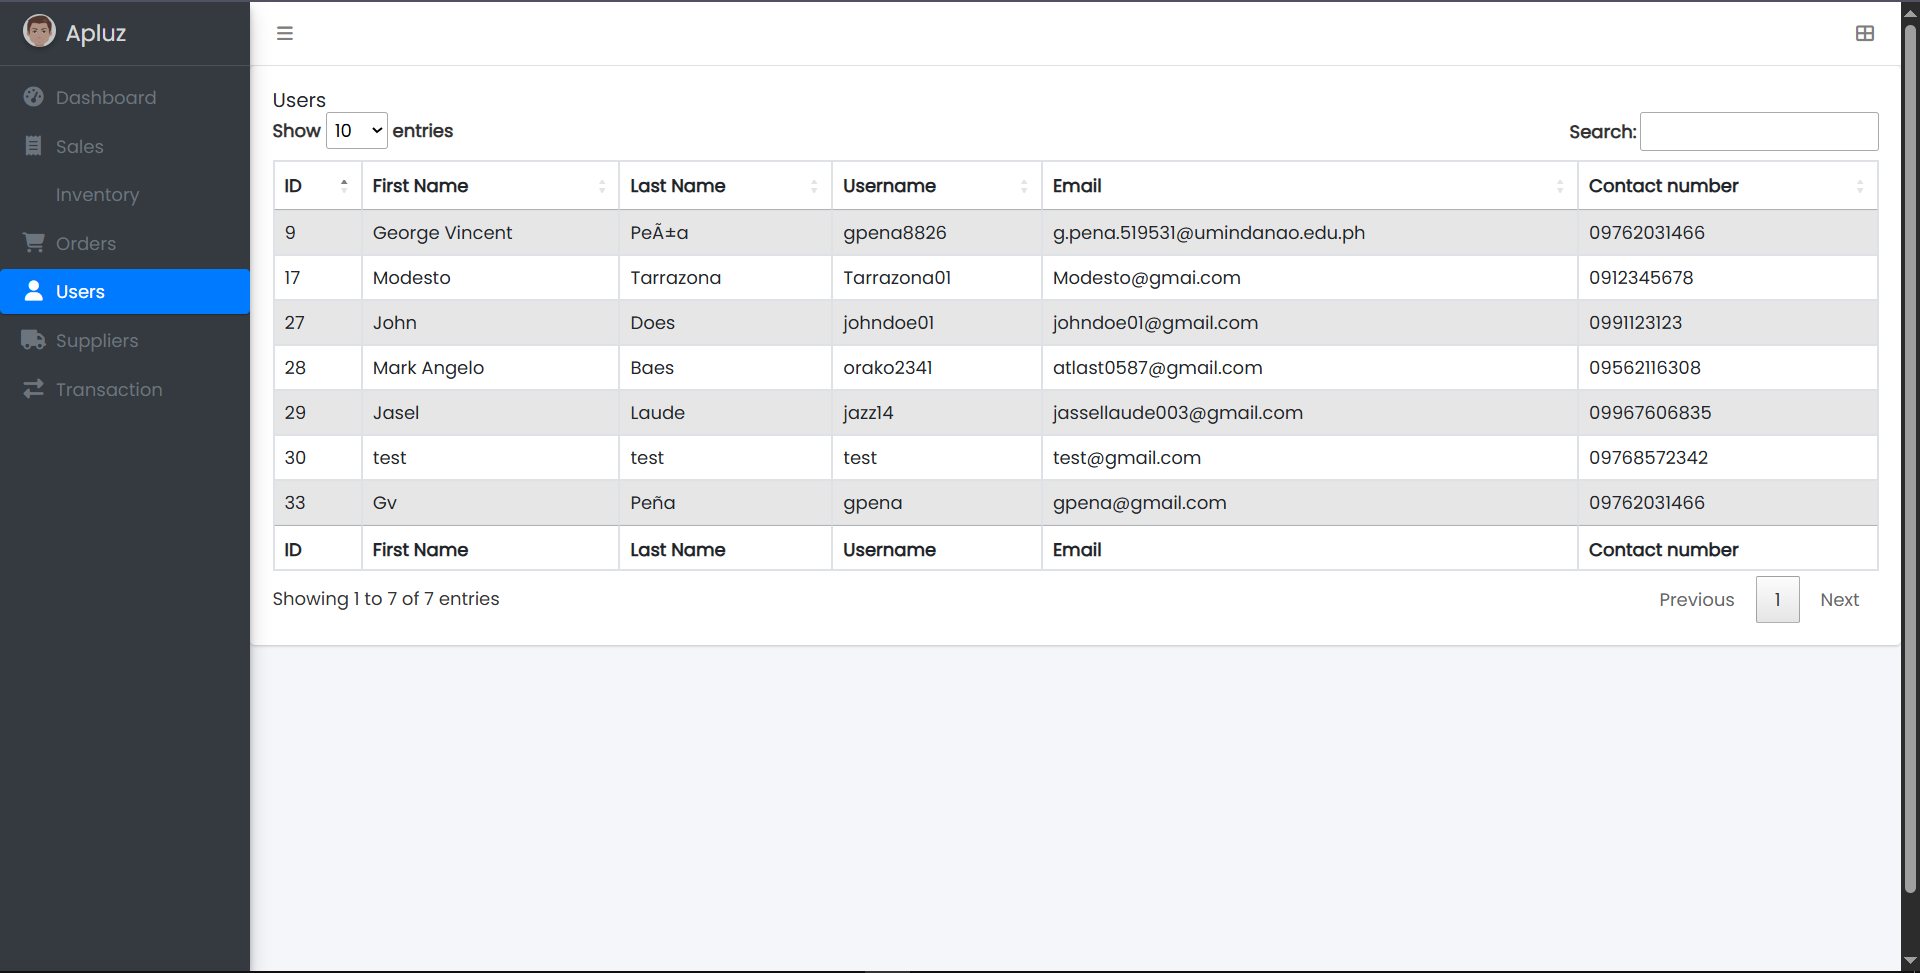 Apluz
Dashboard
Sales
Inventory
Orders
Users
Suppliers
Transaction
Users
Show 10 entries
Search:
ID First Name Last Name Username Email Contact number
9 George Vincent PeÃ±a gpena8826 g.pena.519531@umindanao.edu.ph 09762031466
17 Modesto Tarrazona Tarrazona01 Modesto@gmai.com 0912345678
27 John Does johndoe01 johndoe01@gmail.com 0991123123
28 Mark Angelo Baes orako2341 atlast0587@gmail.com 09562116308
29 Jasel Laude jazz14 jassellaude003@gmail.com 09967606835
30 test test test test@gmail.com 09768572342
33 Gv Peña gpena gpena@gmail.com 09762031466
ID First Name Last Name Username Email Contact number
Showing 1 to 7 of 7 entries
Previous 1 Next